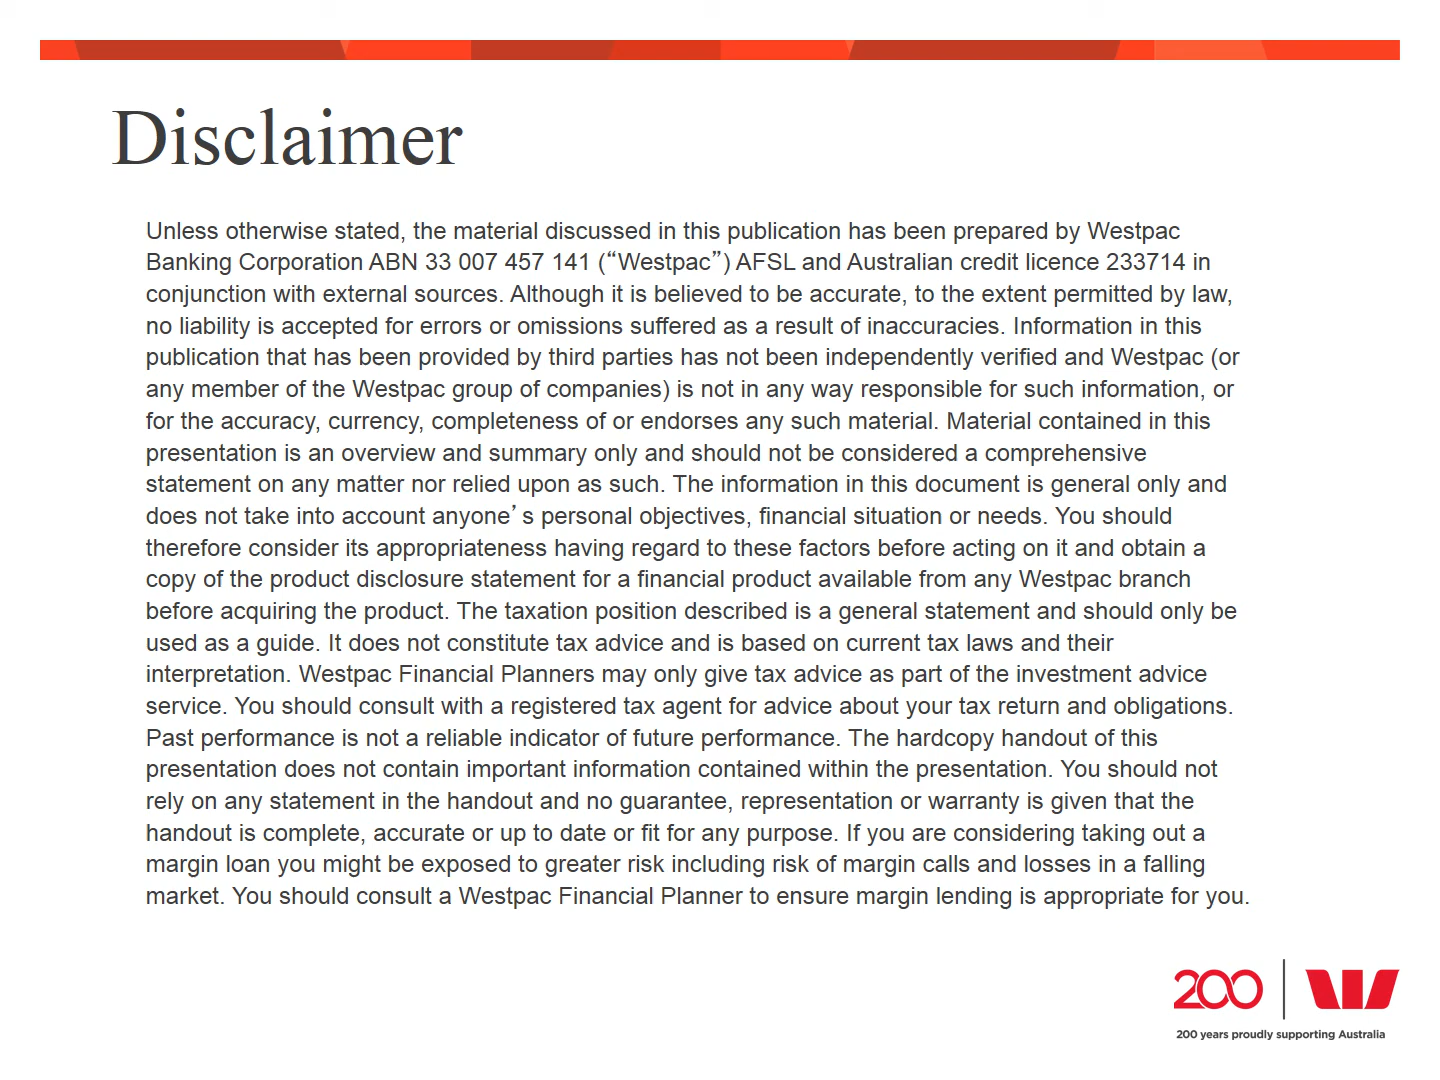 Disclaimer
Unless otherwise stated, the material discussed in this publication has been prepared by Westpac
Banking Corporation ABN 33 007 457 141 (“Westpac”) AFSL and Australian credit licence 233714 in
conjunction with external sources. Although it is believed to be accurate, to the extent permitted by law,
no liability is accepted for errors or omissions suffered as a result of inaccuracies. Information in this
publication that has been provided by third parties has not been independently verified and Westpac (or
any member of the Westpac group of companies) is not in any way responsible for such information, or
for the accuracy, currency, completeness of or endorses any such material. Material contained in this
presentation is an overview and summary only and should not be considered a comprehensive
statement on any matter nor relied upon as such. The information in this document is general only and
does not take into account anyone’s personal objectives, financial situation or needs. You should
therefore consider its appropriateness having regard to these factors before acting on it and obtain a
copy of the product disclosure statement for a financial product available from any Westpac branch
before acquiring the product. The taxation position described is a general statement and should only be
used as a guide. It does not constitute tax advice and is based on current tax laws and their
interpretation. Westpac Financial Planners may only give tax advice as part of the investment advice
service. You should consult with a registered tax agent for advice about your tax return and obligations.
Past performance is not a reliable indicator of future performance. The hardcopy handout of this
presentation does not contain important information contained within the presentation. You should not
rely on any statement in the handout and no guarantee, representation or warranty is given that the
handout is complete, accurate or up to date or fit for any purpose. If you are considering taking out a
margin loan you might be exposed to greater risk including risk of margin calls and losses in a falling
market. You should consult a Westpac Financial Planner to ensure margin lending is appropriate for you.
200
200 years proudly supporting Australia